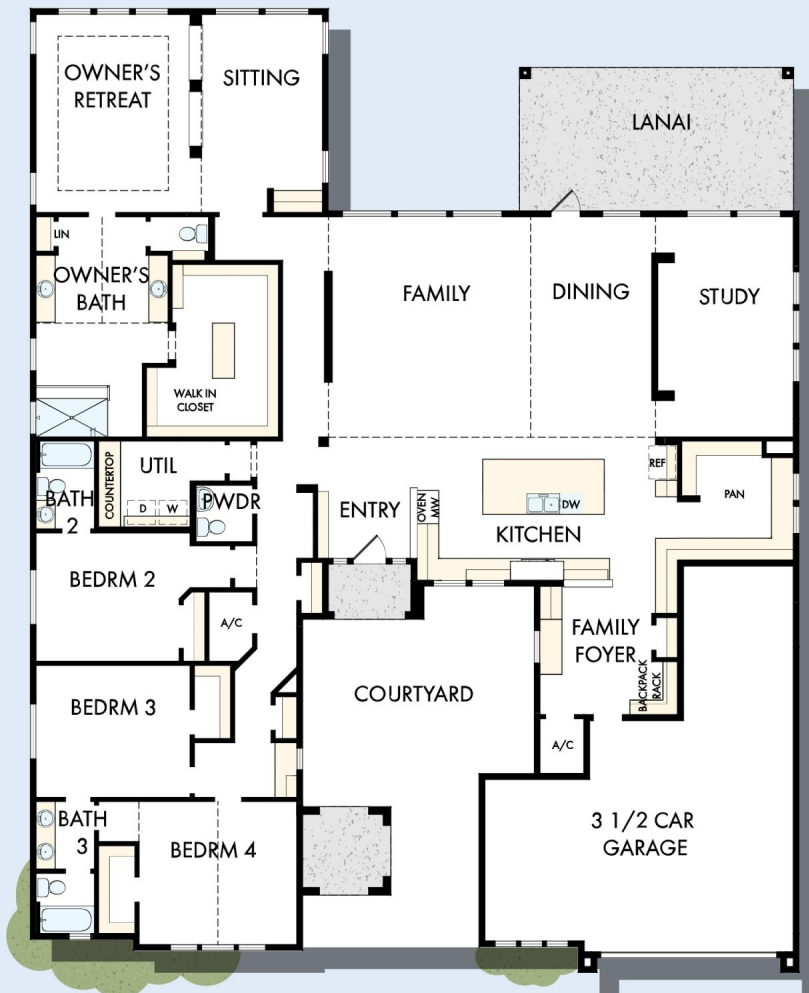 OWNER'S
RETREAT
SITTING
LANAI
LIN
OWNER'S
BATH
FAMILY
DINING
STUDY
WALK IN
CLOSET
COUNTERTOP
UTIL
D
W
BATH
2
PWDR
ENTRY
OVEN
MW
REF
DW
KITCHEN
PAN
BEDRM 2
A/C
FAMILY
FOYER
BACKPACK
RACK
BEDRM 3
COURTYARD
A/C
BATH
3
BEDRM 4
3 1/2 CAR
GARAGE